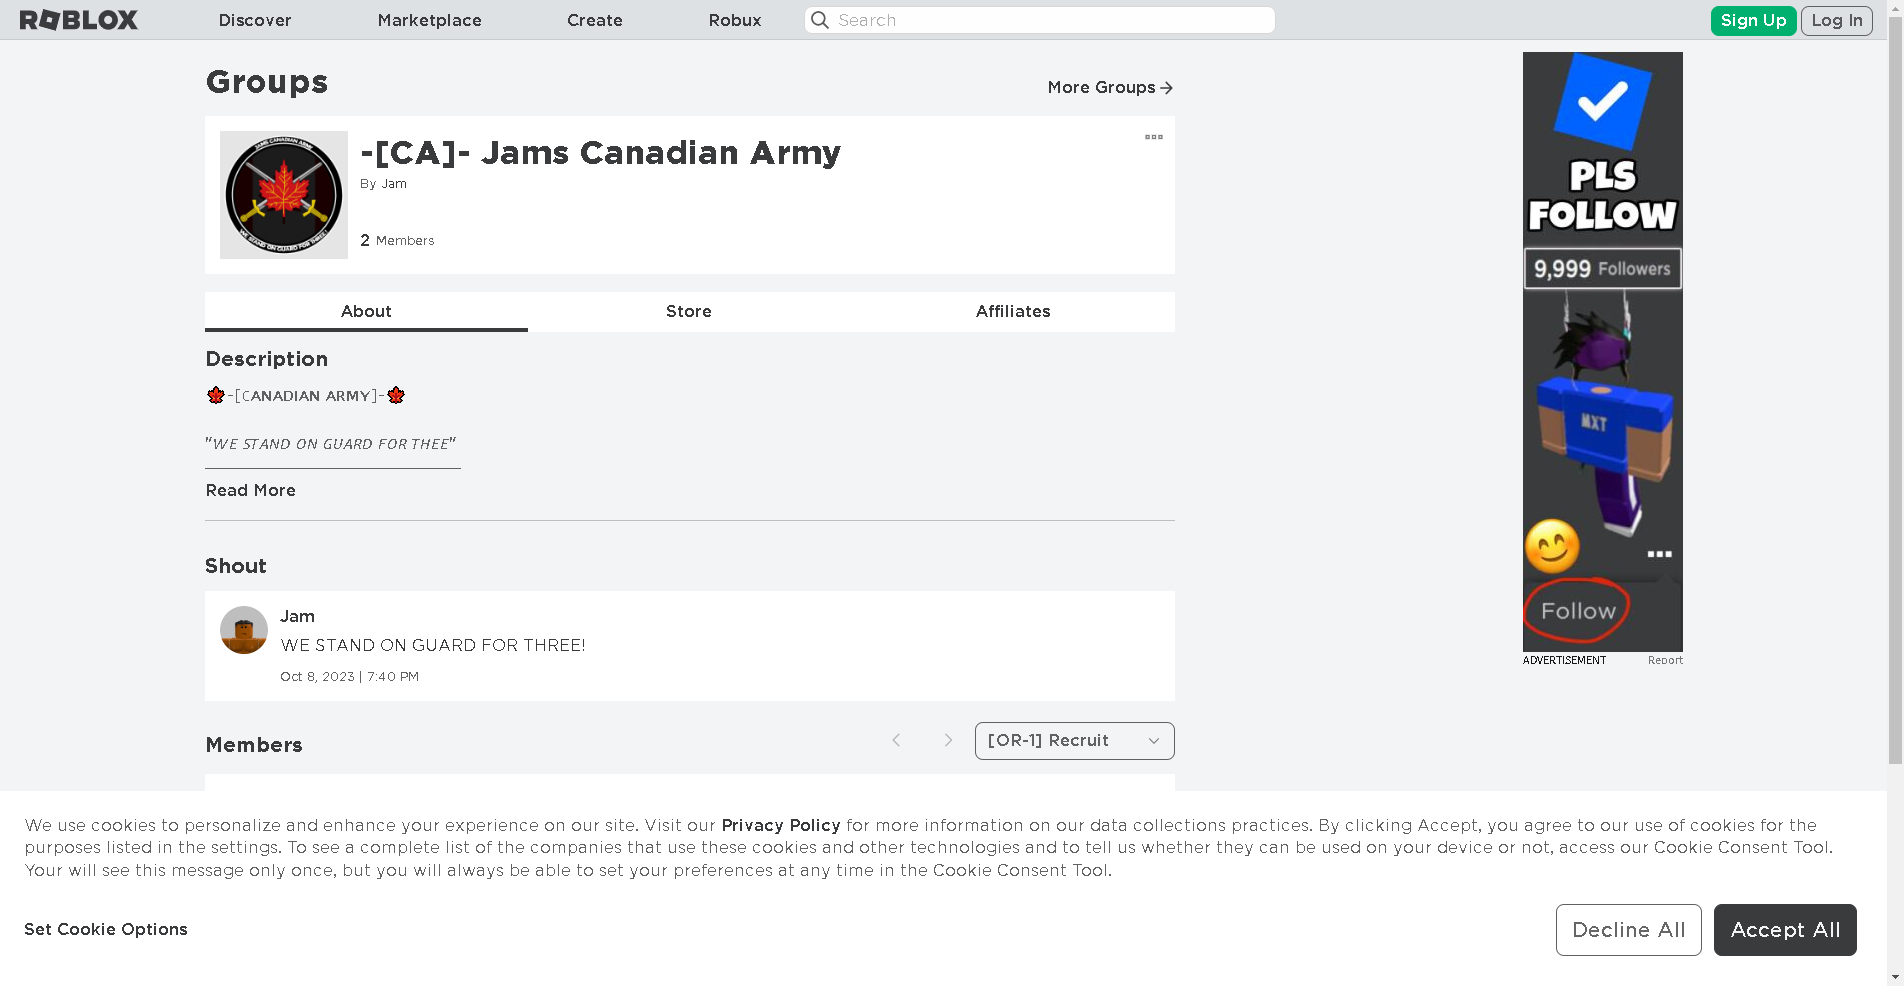 ROBLOX Discover Marketplace Create Robux Search Sign Up Log In
Groups
More Groups
JAMS CANADIAN ARMY
WE STAND ON GUARD FOR THREE!
-[CA]- Jams Canadian Army
By Jam
2 Members
About Store Affiliates
Description
🍁-[CANADIAN ARMY]-🍁
"WE STAND ON GUARD FOR THEE"
Read More
Shout
Jam
WE STAND ON GUARD FOR THREE!
Oct 8, 2023 | 7:40 PM
Members
[OR-1] Recruit
PLS
FOLLOW
9,999 Followers
MXT
Follow
ADVERTISEMENT Report
We use cookies to personalize and enhance your experience on our site. Visit our Privacy Policy for more information on our data collections practices. By clicking Accept, you agree to our use of cookies for the
purposes listed in the settings. To see a complete list of the companies that use these cookies and other technologies and to tell us whether they can be used on your device or not, access our Cookie Consent Tool.
Your will see this message only once, but you will always be able to set your preferences at any time in the Cookie Consent Tool.
Set Cookie Options
Decline All
Accept All